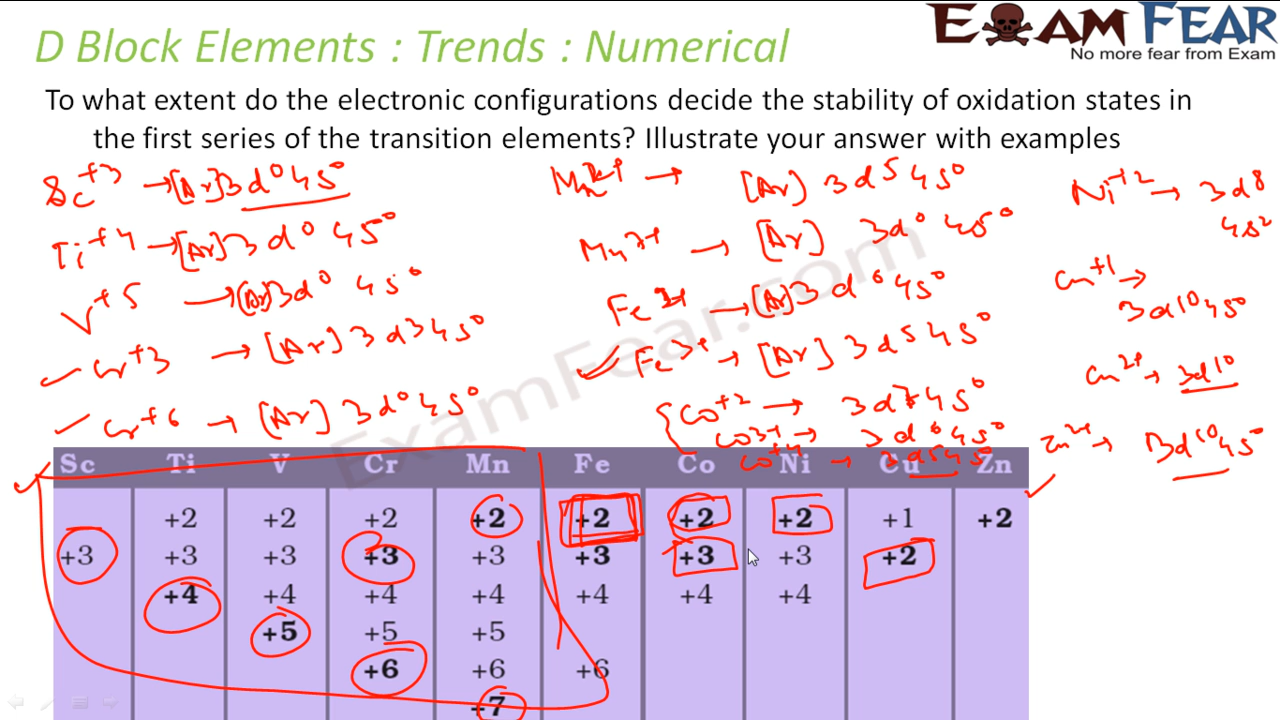 D Block Elements : Trends : Numerical
EXAM FEAR
No more fear from Exam
To what extent do the electronic configurations decide the stability of oxidation states in
the first series of the transition elements? Illustrate your answer with examples
Sc+3 → [Ar] 3d0 4s0
Ti+4 → [Ar] 3d0 4s0
V+5 → [Ar] 3d0 4s0
Cr+3 → [Ar] 3d3 4s0
Cr+6 → [Ar] 3d0 4s0
Mn2+ → [Ar] 3d5 4s0
Mn7+ → [Ar] 3d0 4s0
Fe2+ → [Ar] 3d6 4s0
Fe3+ → [Ar] 3d5 4s0
Co+2 → 3d7 4s0
Co3+ → 3d6 4s0
Co+4 → 3d5 4s0
Ni+2 → 3d8
4s2
Cu+1 →
3d10 4s0
Cu2+ → 3d10
Zn2+ → 3d10 4s0
ExamFear.com
Sc Ti V Cr Mn Fe Co Ni Cu Zn
+2 +2 +2 +2 +2 +2 +2 +1 +2
+3 +3 +3 +3 +3 +3 +3 +3 +2
+4 +4 +4 +4 +4 +4 +4
+5 +5 +5
+6 +6 +6
+7